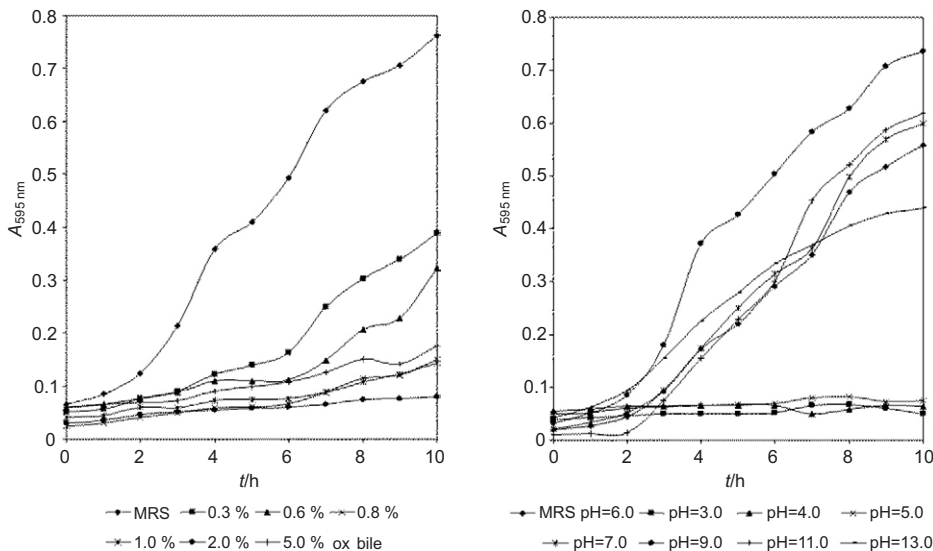 0.8
0.7
0.6
0.5
0.4
0.3
0.2
0.1
0
A595 nm
0 2 4 6 8 10
t/h
MRS 0.3 % 0.6 % 0.8 %
1.0 % 2.0 % 5.0 % ox bile
0.8
0.7
0.6
0.5
0.4
0.3
0.2
0.1
0
A595 nm
0 2 4 6 8 10
t/h
MRS pH=6.0 pH=3.0 pH=4.0 pH=5.0
pH=7.0 pH=9.0 pH=11.0 pH=13.0